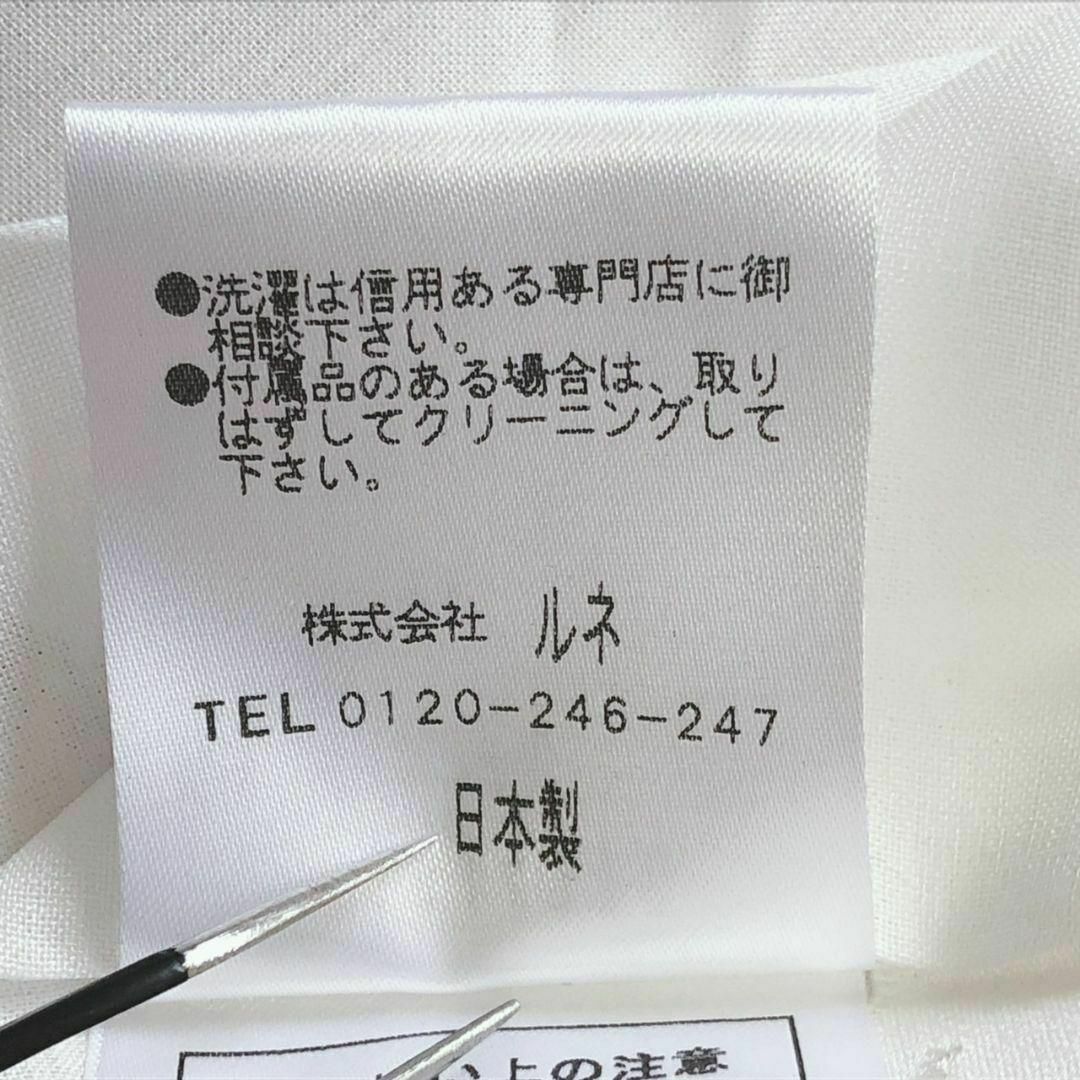 ●洗濯は信用ある専門店に御
相談下さい。
●付属品のある場合は、取り
はずしてクリーニングして
下さい。
株式会社 ルネ
TEL 0120-246-247
日本製
い上の注意